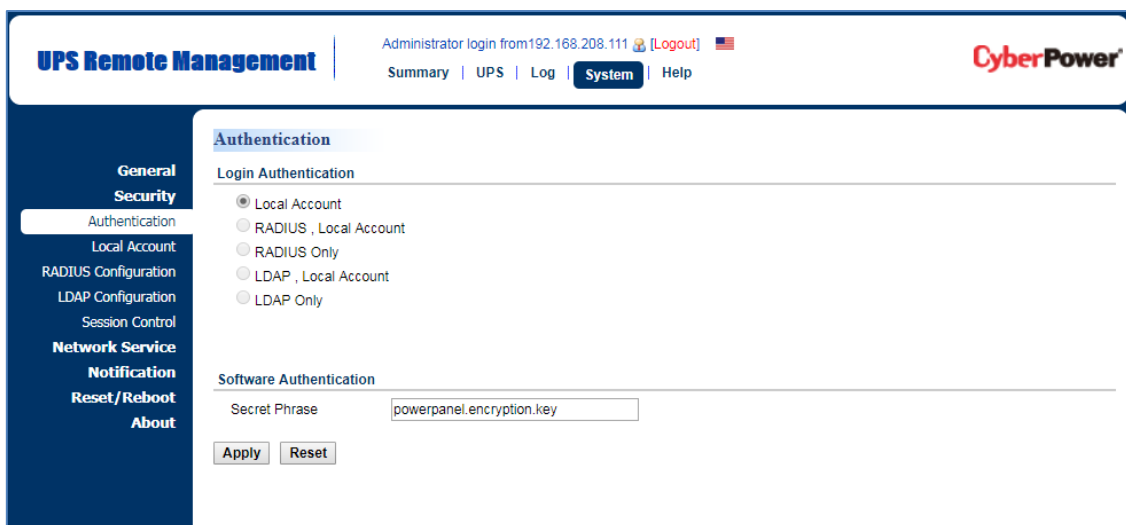 UPS Remote Management
Administrator login from192.168.208.111 [Logout]
Summary | UPS | Log | System | Help
CyberPower
General
Security
Authentication
Local Account
RADIUS Configuration
LDAP Configuration
Session Control
Network Service
Notification
Reset/Reboot
About
Authentication
Login Authentication
Local Account
RADIUS , Local Account
RADIUS Only
LDAP , Local Account
LDAP Only
Software Authentication
Secret Phrase powerpanel.encryption.key
Apply Reset